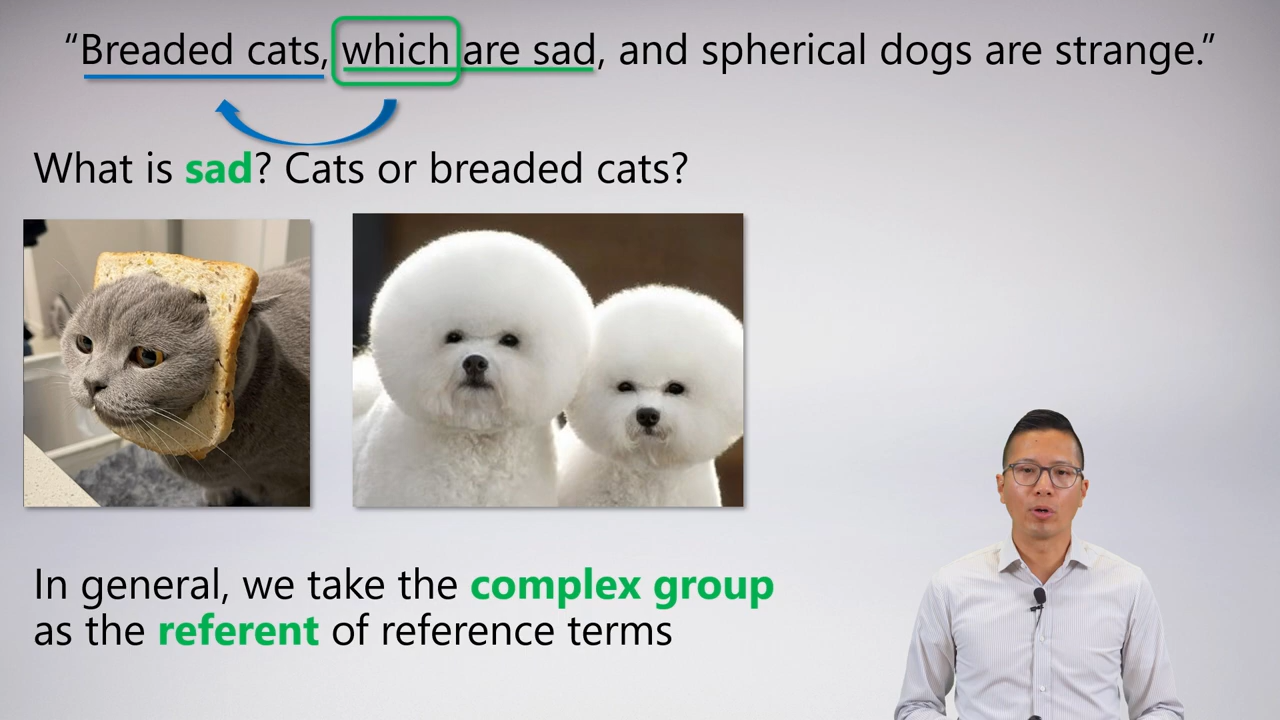 “Breaded cats, which are sad, and spherical dogs are strange.”
What is sad? Cats or breaded cats?
In general, we take the complex group
as the referent of reference terms